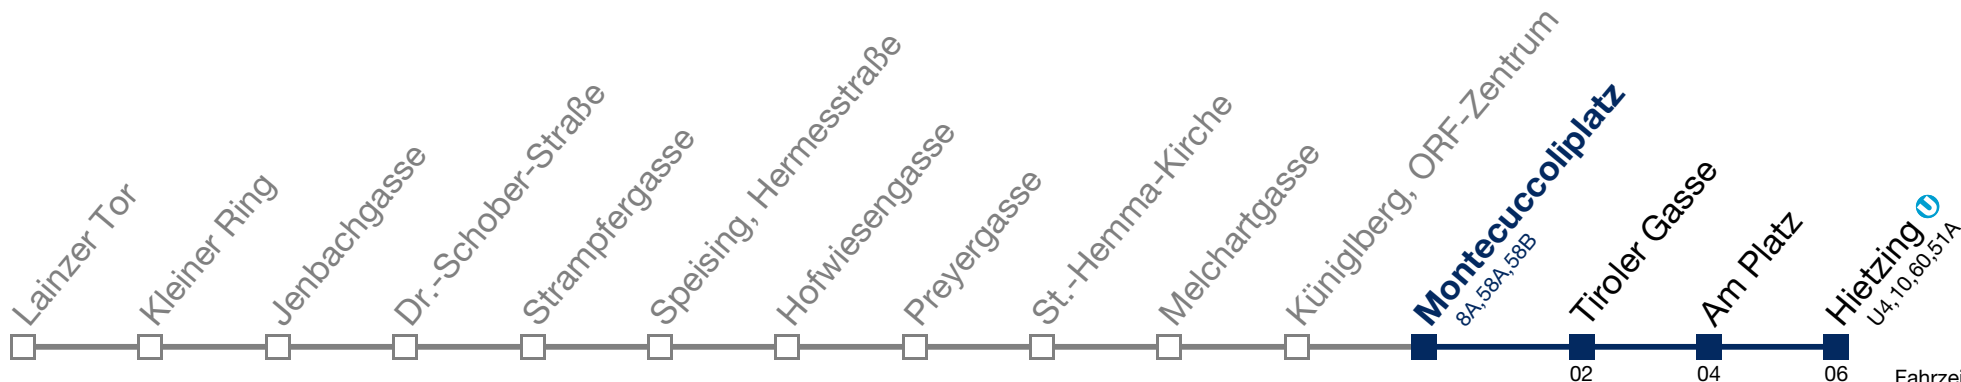 Lainzer Tor
Kleiner Ring
Jenbachgasse
Dr.-Schober-Straße
Strampfergasse
Speising, Hermesstraße
Hofwiesengasse
Preyergasse
St.-Hemma-Kirche
Melchartgasse
Küniglberg, ORF-Zentrum
Montecuccoliplatz
8A,58A,58B
Tiroler Gasse
Am Platz
Hietzing U
U4,10,60,51A
02
04
06